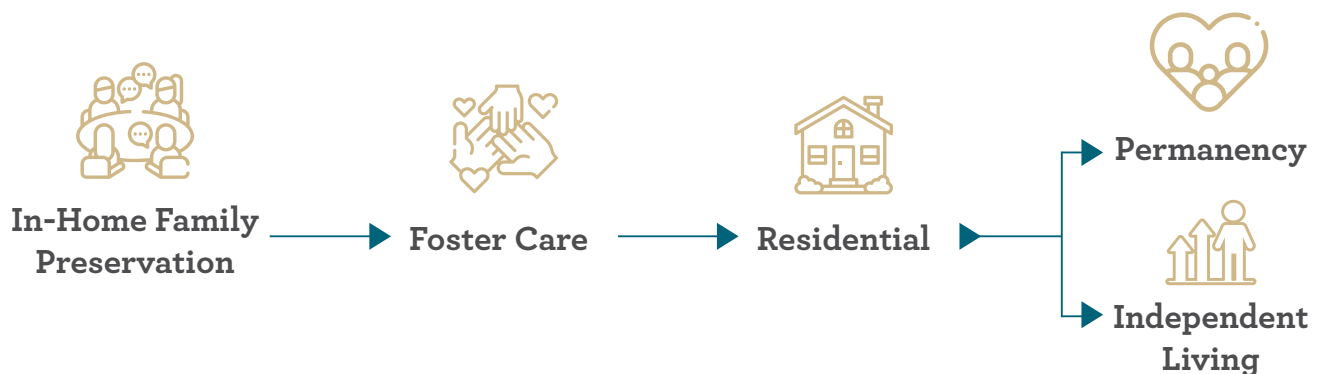 In-Home Family
Preservation
Foster Care
Residential
Permanency
Independent
Living